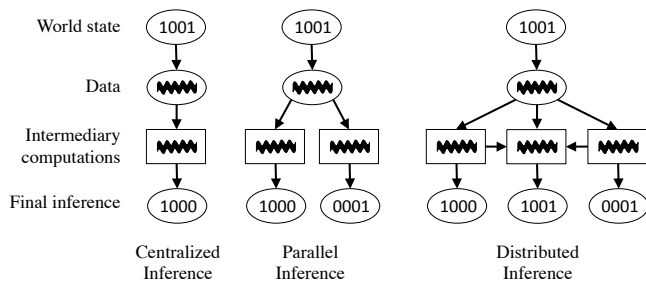 World state 1001 1001 1001
Data
Intermediary
computations
Final inference 1000 1000 0001 1000 1001 0001
Centralized Parallel Distributed
Inference Inference Inference